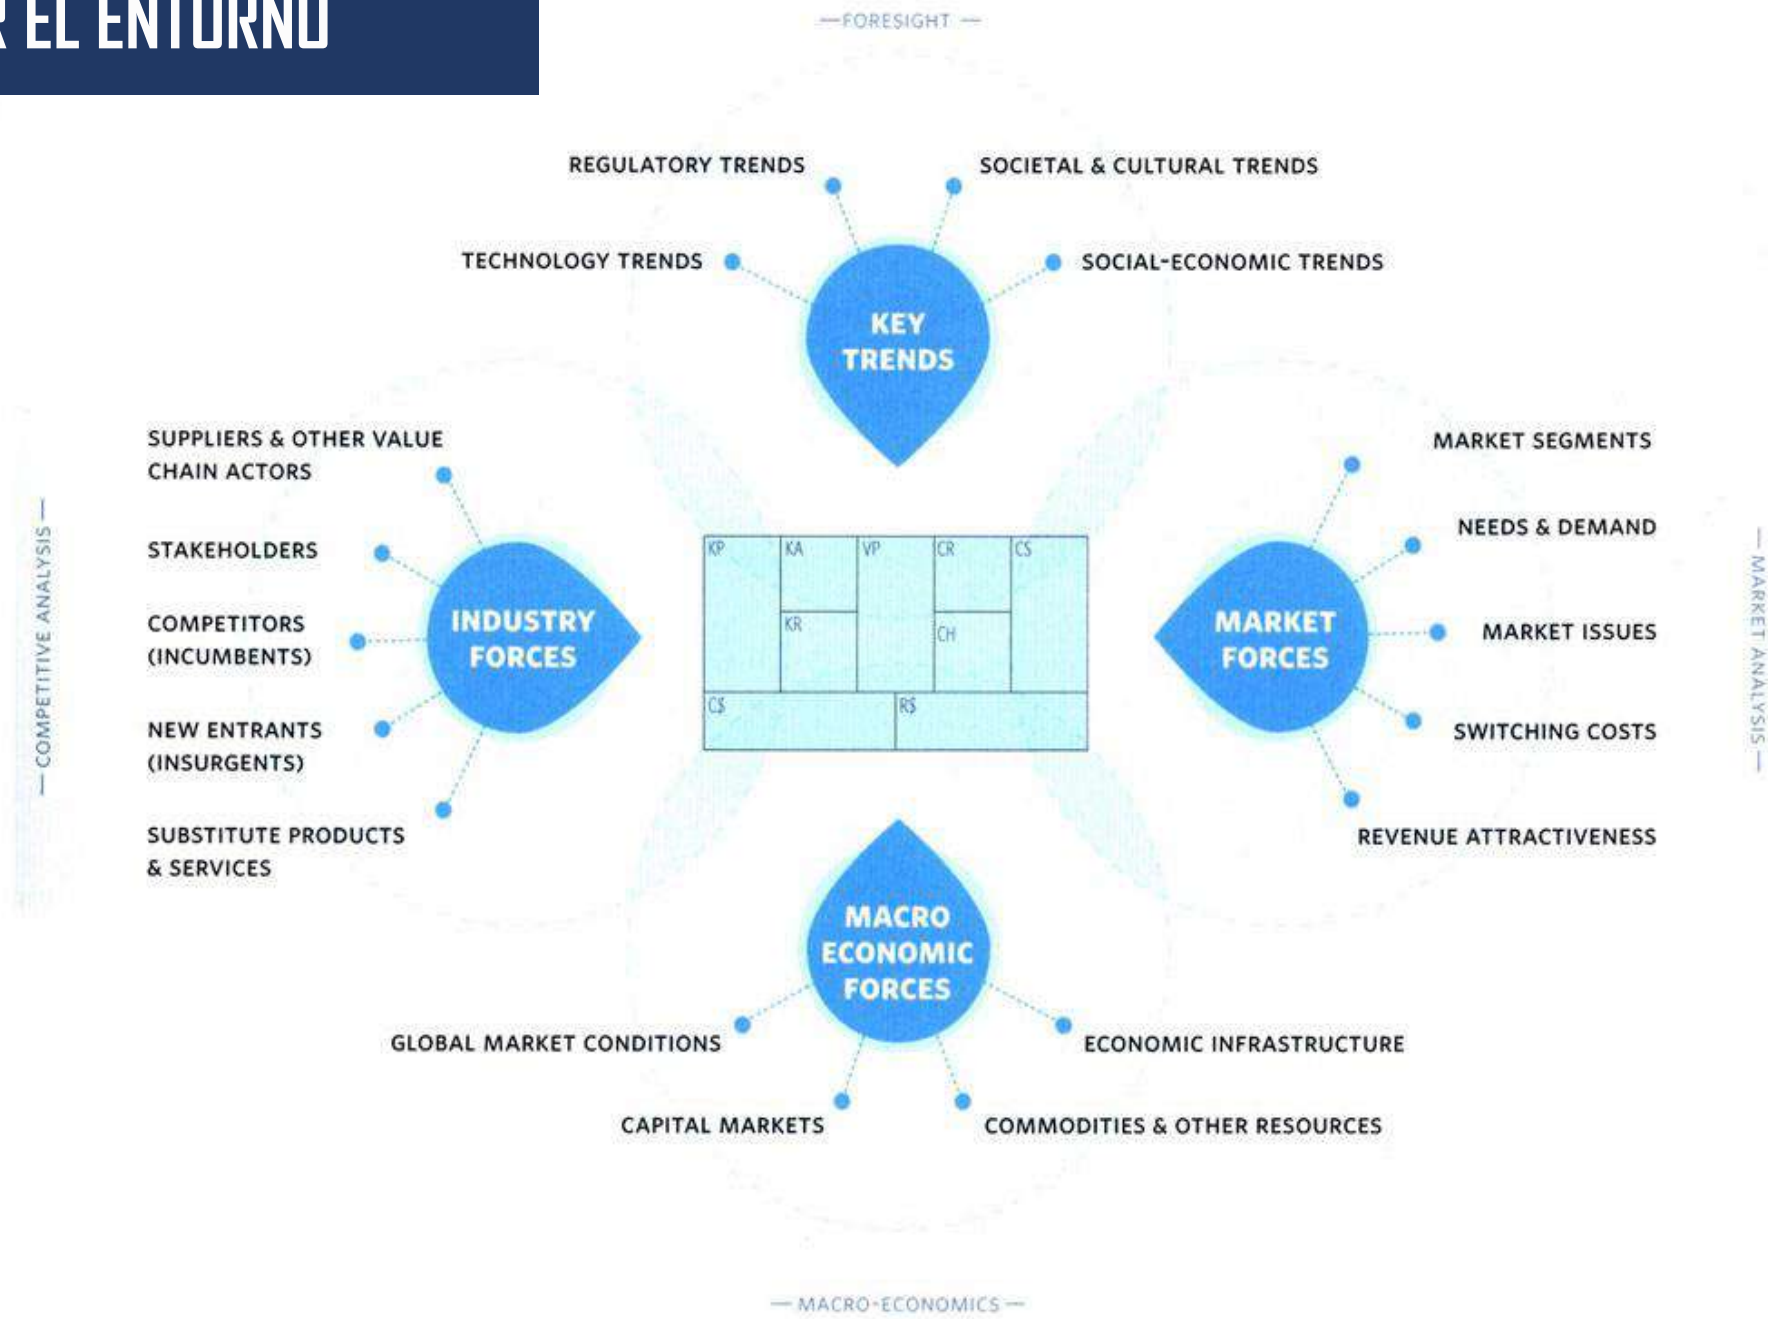 R EL ENTORNO
—FORESIGHT —
REGULATORY TRENDS
SOCIETAL & CULTURAL TRENDS
TECHNOLOGY TRENDS
SOCIAL-ECONOMIC TRENDS
KEY
TRENDS
SUPPLIERS & OTHER VALUE
CHAIN ACTORS
STAKEHOLDERS
COMPETITORS
(INCUMBENTS)
NEW ENTRANTS
(INSURGENTS)
SUBSTITUTE PRODUCTS
& SERVICES
INDUSTRY
FORCES
— COMPETITIVE ANALYSIS —
KP
KA
VP
CR
CS
KR
CH
C$
R$
MARKET
FORCES
MARKET SEGMENTS
NEEDS & DEMAND
MARKET ISSUES
SWITCHING COSTS
REVENUE ATTRACTIVENESS
— MARKET ANALYSIS —
MACRO
ECONOMIC
FORCES
GLOBAL MARKET CONDITIONS
ECONOMIC INFRASTRUCTURE
CAPITAL MARKETS
COMMODITIES & OTHER RESOURCES
— MACRO-ECONOMICS —